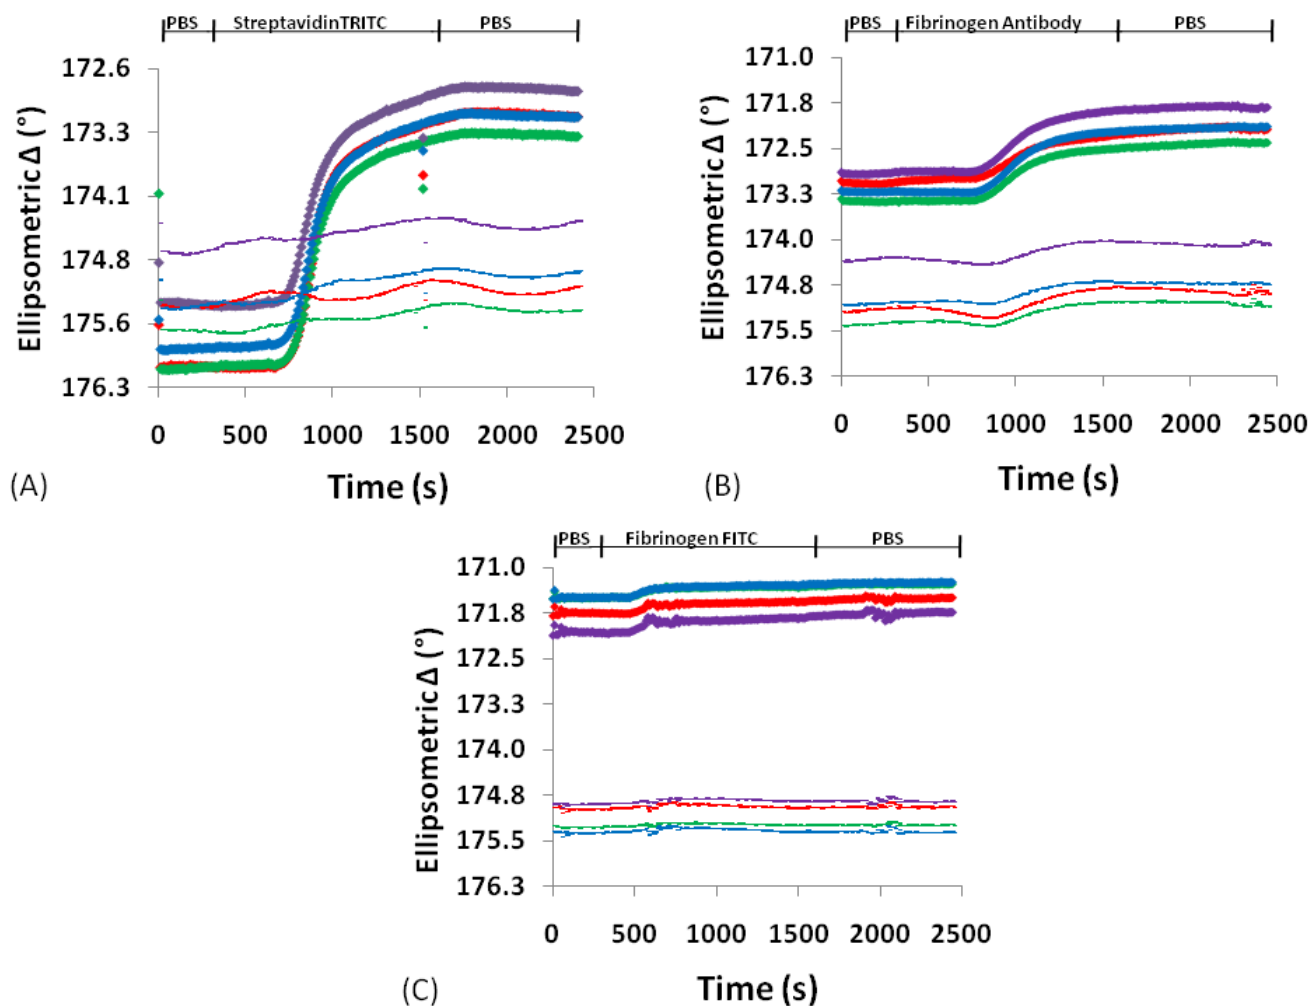 PBS StreptavidinTRITC PBS
172.6
173.3
174.1
174.8
175.6
176.3
Ellipsometric Δ (°)
0 500 1000 1500 2000 2500
Time (s)
(A)
PBS Fibrinogen Antibody PBS
171.0
171.8
172.5
173.3
174.0
174.8
175.5
176.3
Ellipsometric Δ (°)
0 500 1000 1500 2000 2500
Time (s)
(B)
PBS Fibrinogen FITC PBS
171.0
171.8
172.5
173.3
174.0
174.8
175.5
176.3
Ellipsometric Δ (°)
0 500 1000 1500 2000 2500
Time (s)
(C)